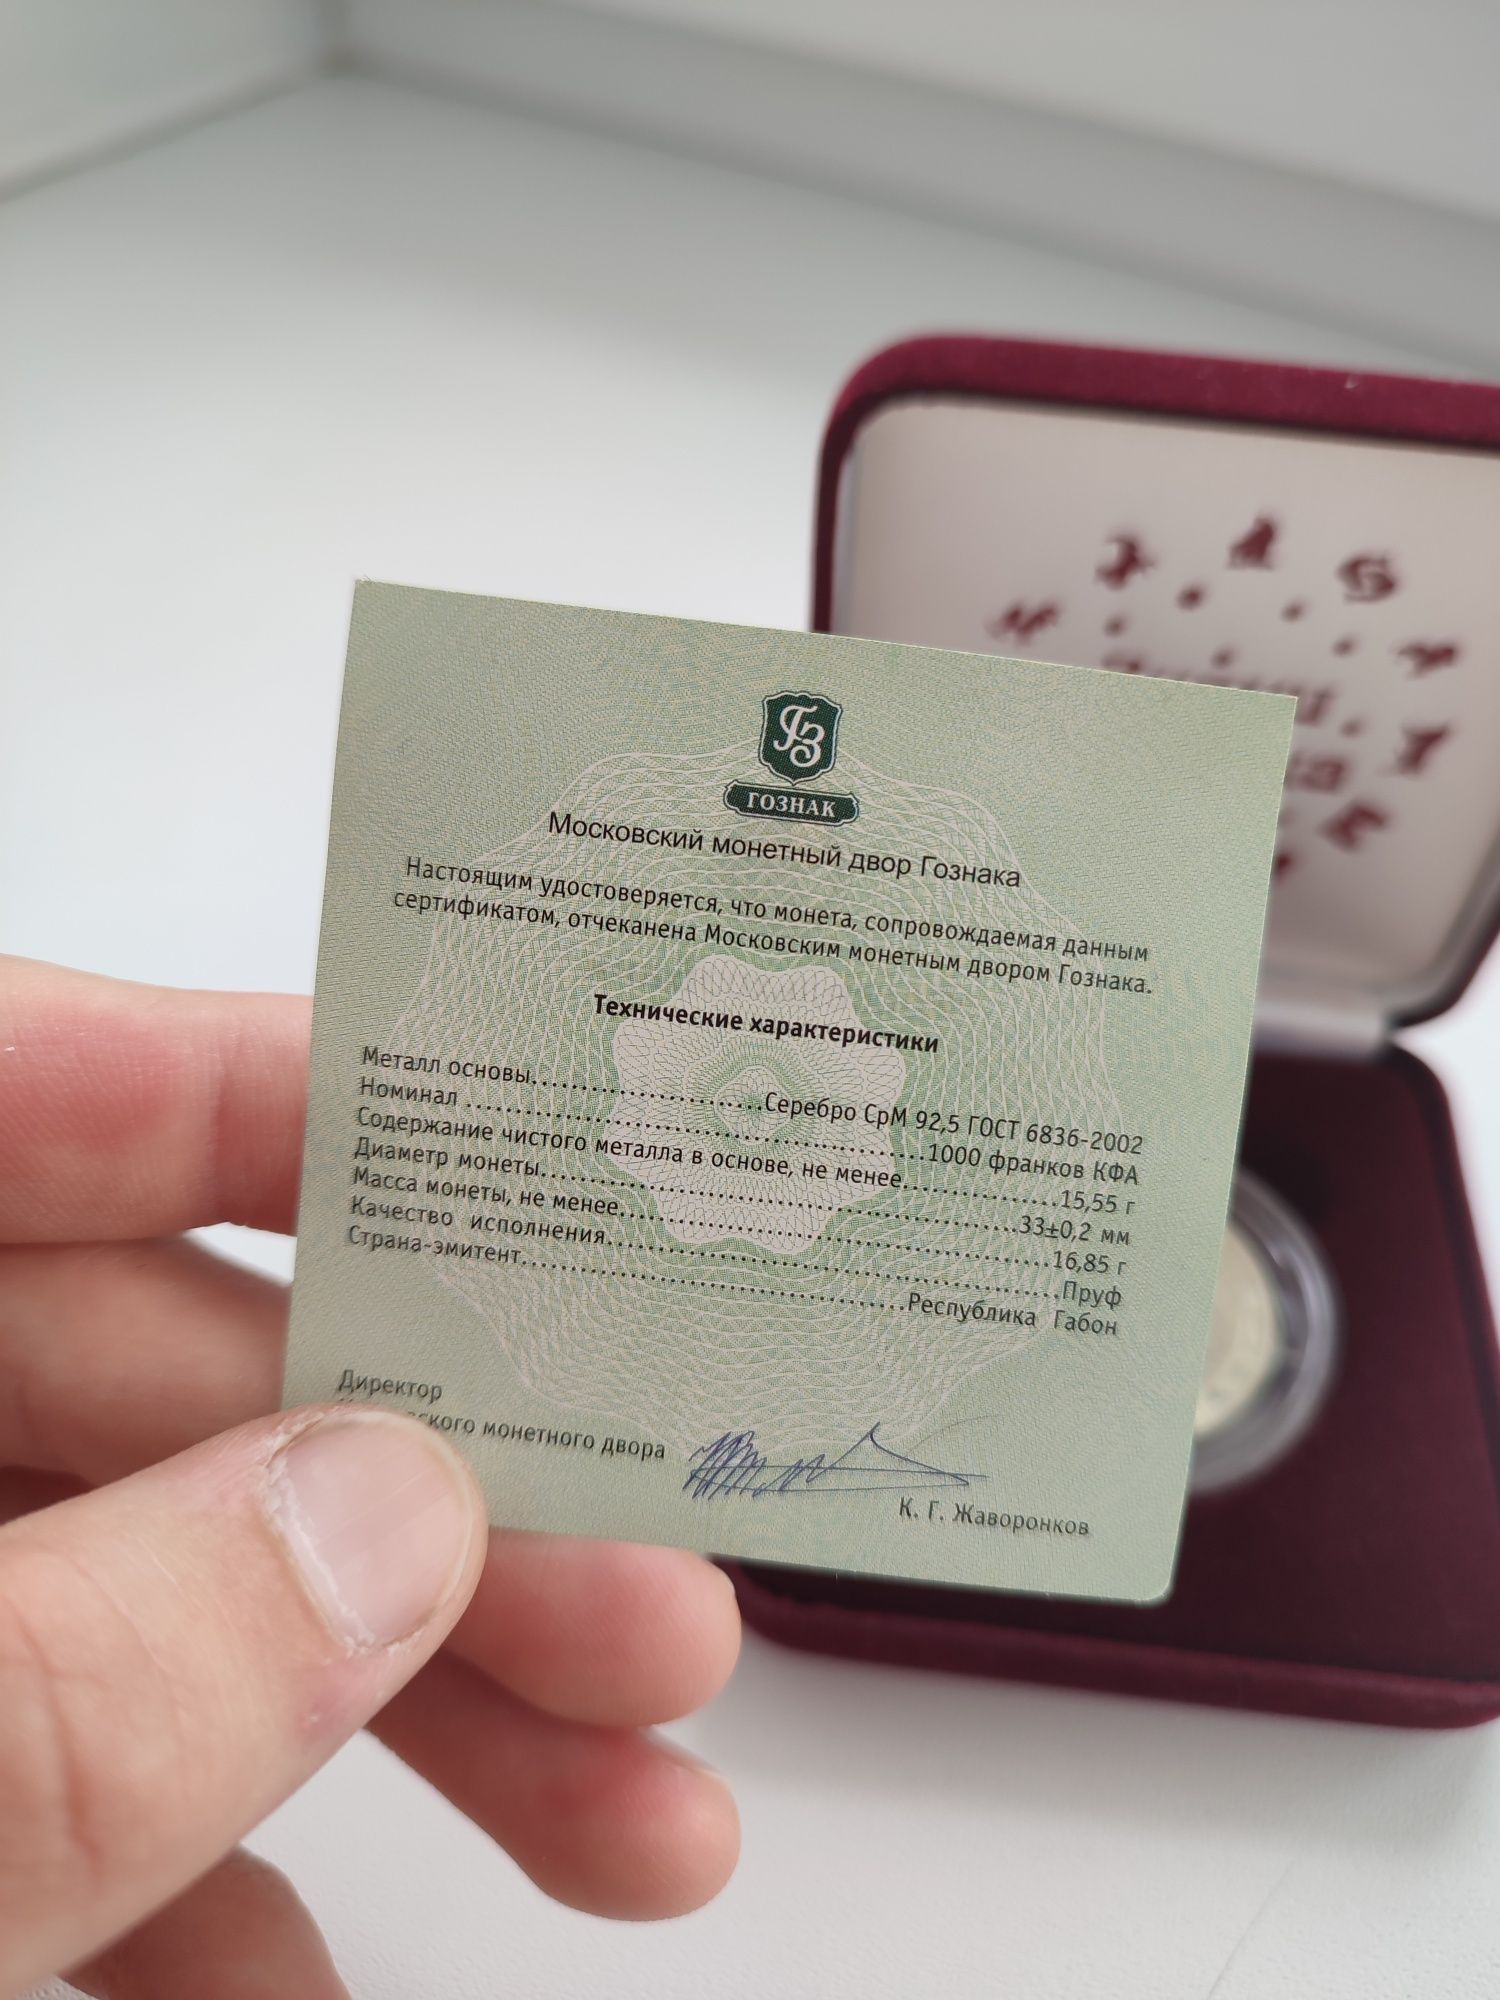 ГЗ
ГОЗНАК
Московский монетный двор Гознака
Настоящим удостоверяется, что монета, сопровождаемая данным
сертификатом, отчеканена Московским монетным двором Гознака.
Технические характеристики
Металл основы......................Серебро СрМ 92,5 ГОСТ 6836-2002
Номинал ............................................1000 франков КФА
Содержание чистого металла в основе, не менее...............15,55 г
Диаметр монеты..............................................33±0,2 мм
Масса монеты, не менее.........................................16,85 г
Качество исполнения............................................Пруф
Страна-эмитент.....................................Республика Габон
Директор
монетного двора
К. Г. Жаворонков